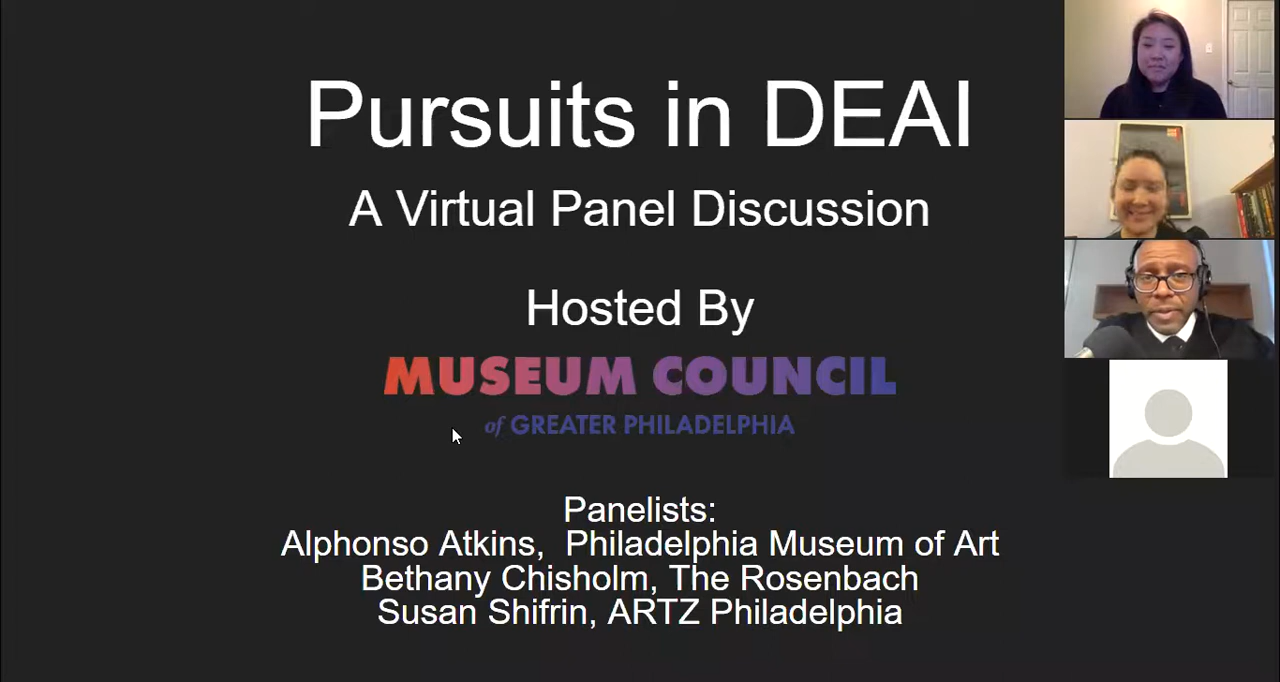 Pursuits in DEAI
A Virtual Panel Discussion
Hosted By
MUSEUM COUNCIL
of GREATER PHILADELPHIA
Panelists:
Alphonso Atkins,  Philadelphia Museum of Art
Bethany Chisholm, The Rosenbach
Susan Shifrin, ARTZ Philadelphia